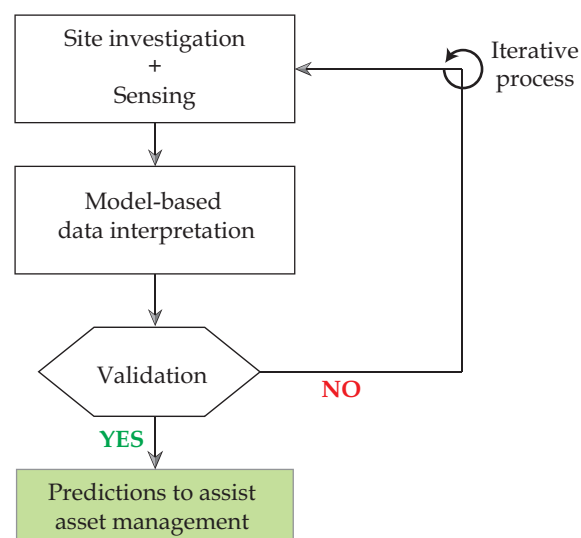 Site investigation
+
Sensing
Iterative
process
Model-based
data interpretation
Validation
NO
YES
Predictions to assist
asset management